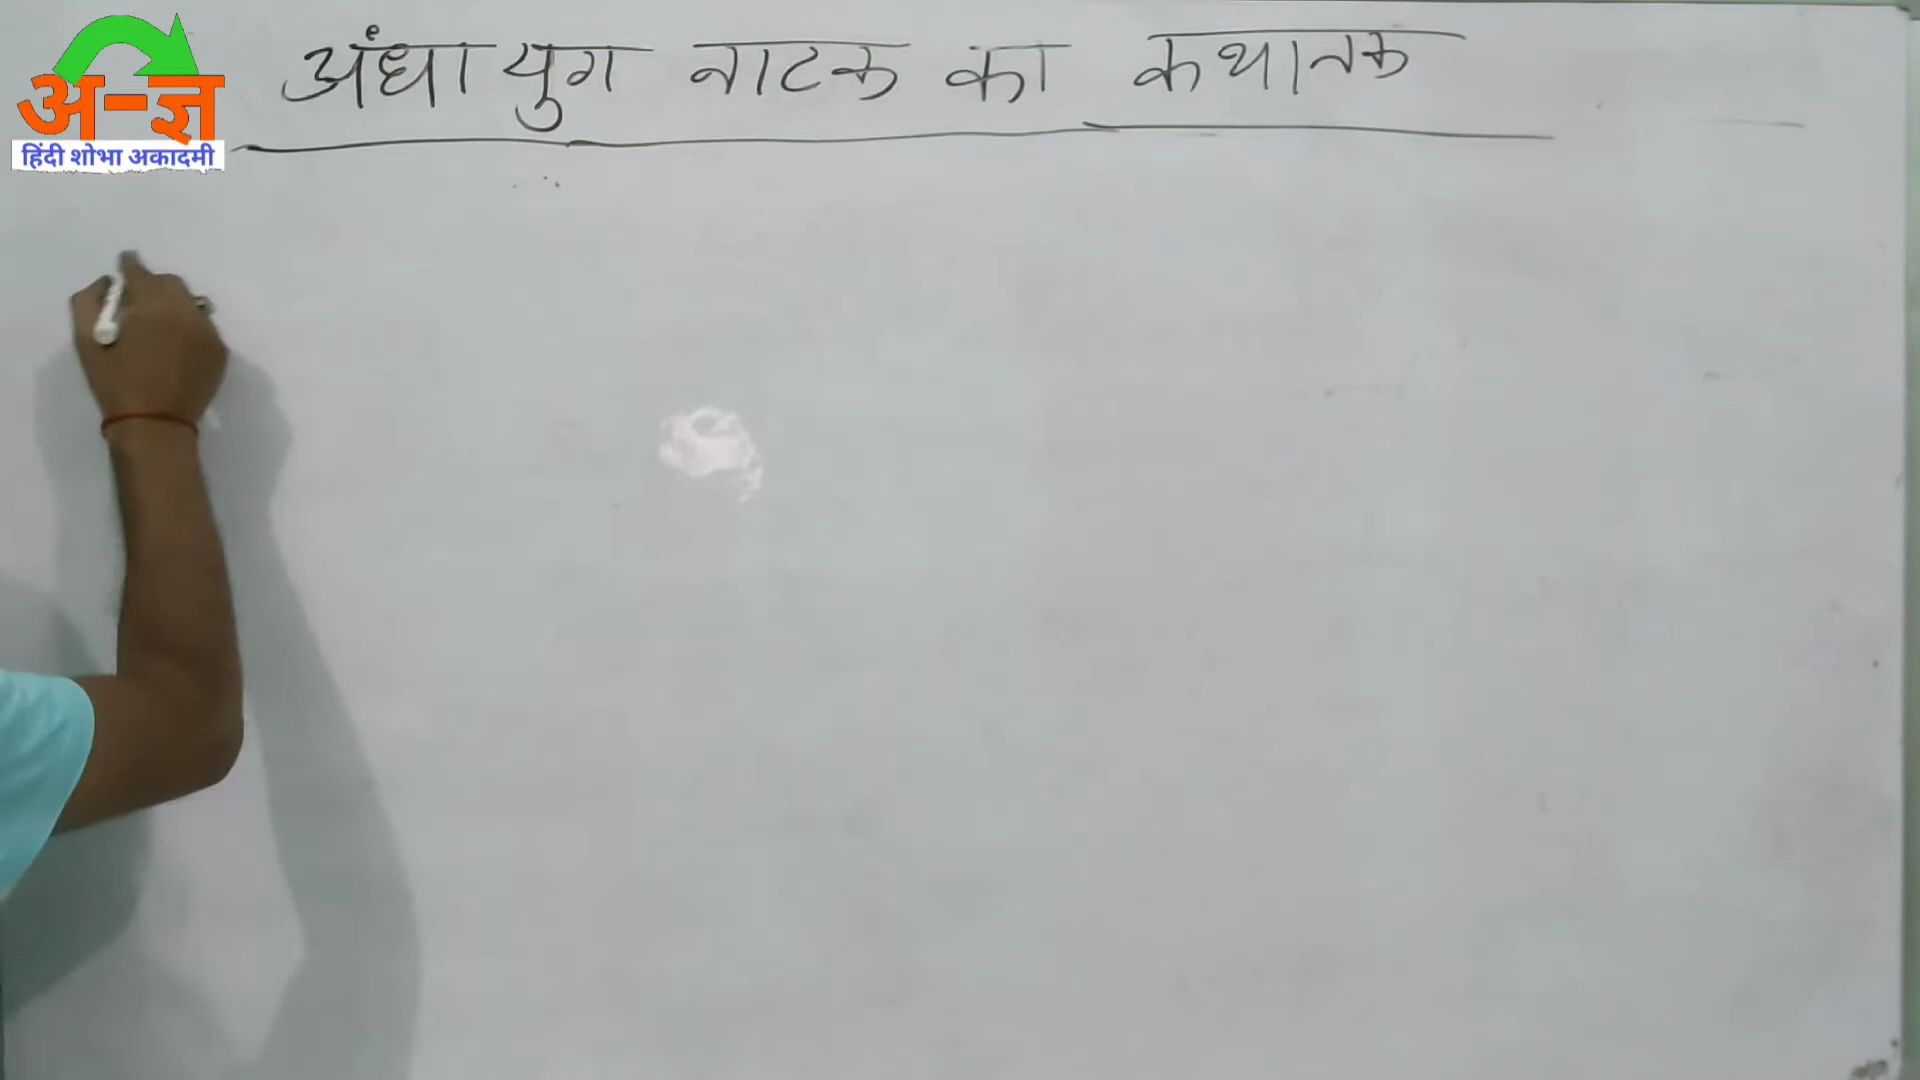 अ-ज्ञ
हिंदी शोभा अकादमी
अंधा युग नाटक का कथानक